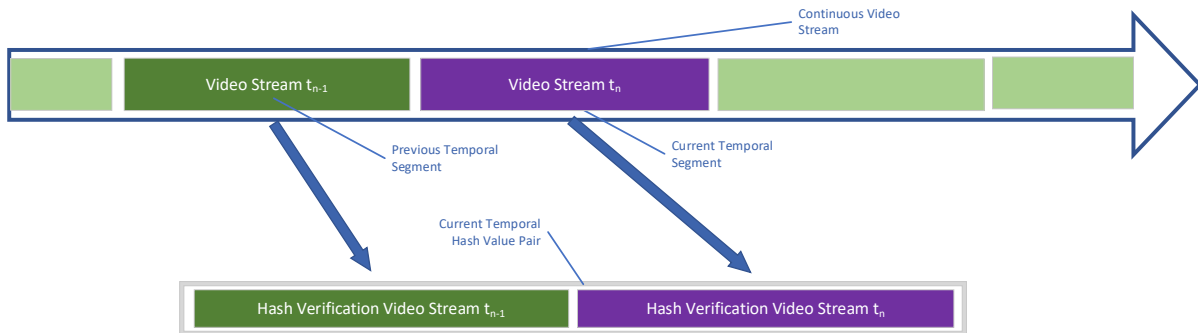 Continuous Video
Stream
Video Stream tn-1
Video Stream tn
Previous Temporal
Segment
Current Temporal
Segment
Current Temporal
Hash Value Pair
Hash Verification Video Stream tn-1
Hash Verification Video Stream tn